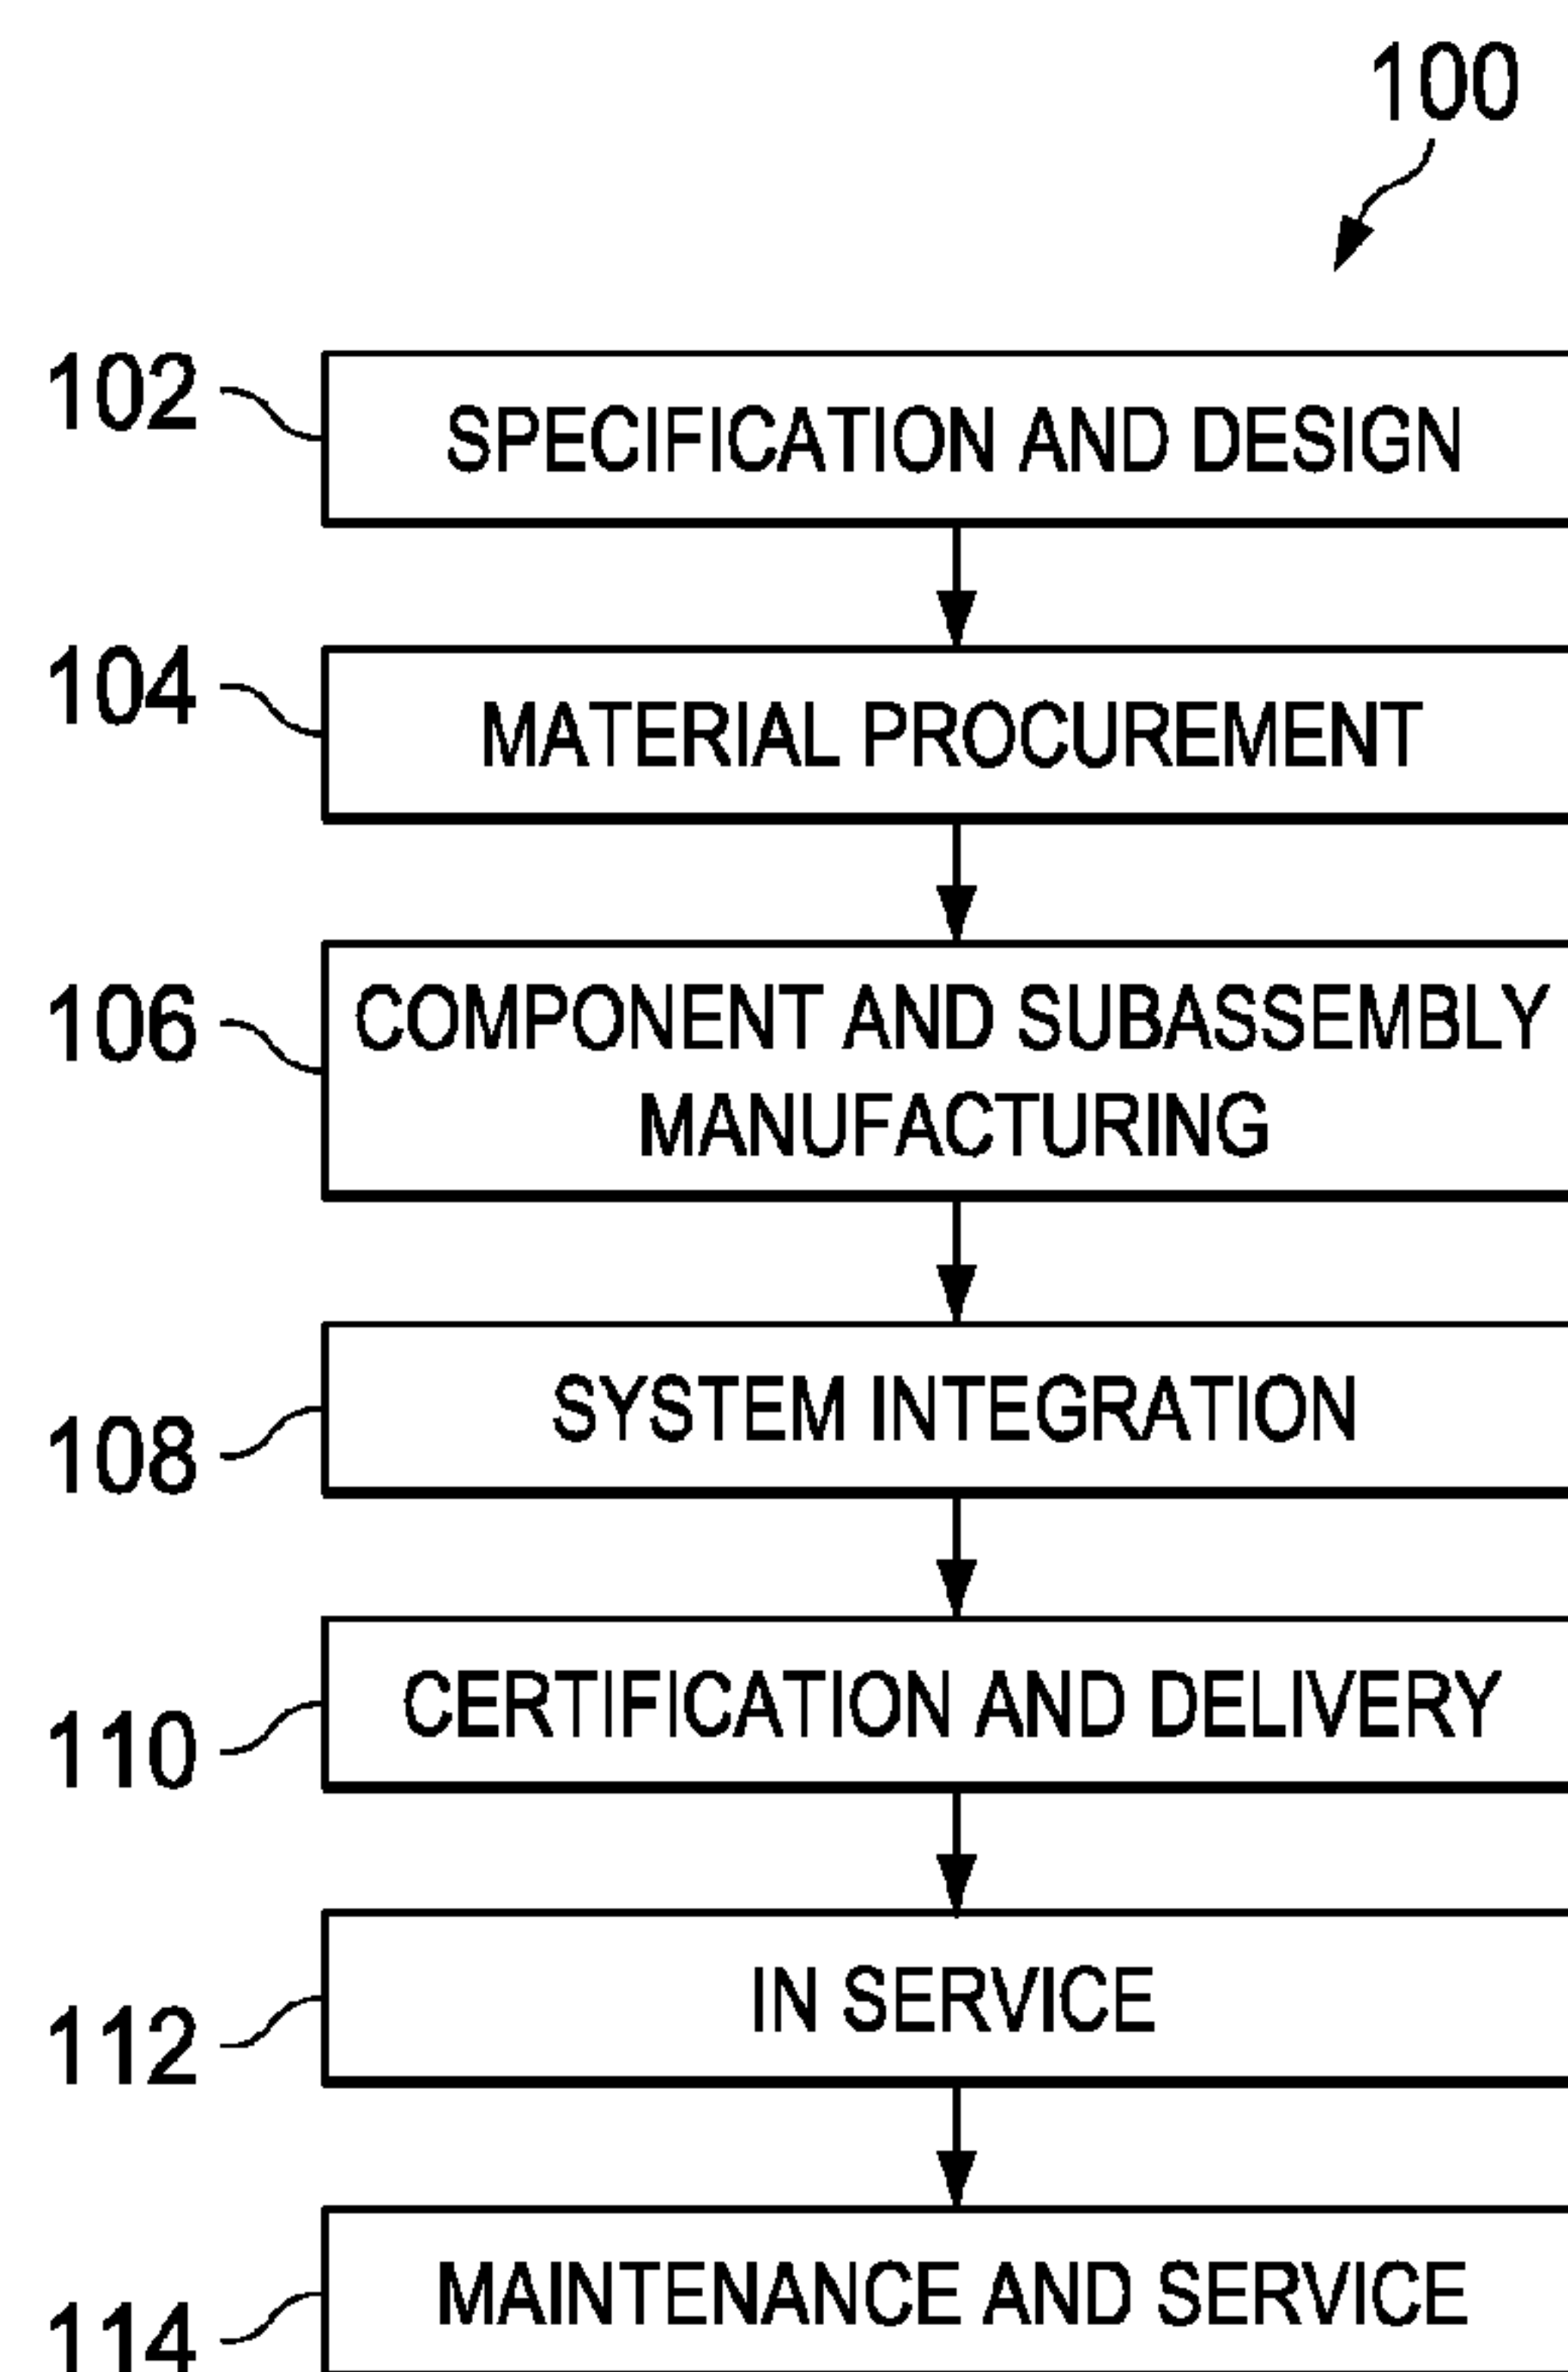 100
102
SPECIFICATION AND DESIGN
104
MATERIAL PROCUREMENT
106
COMPONENT AND SUBASSEMBLY
MANUFACTURING
108
SYSTEM INTEGRATION
110
CERTIFICATION AND DELIVERY
112
IN SERVICE
114
MAINTENANCE AND SERVICE